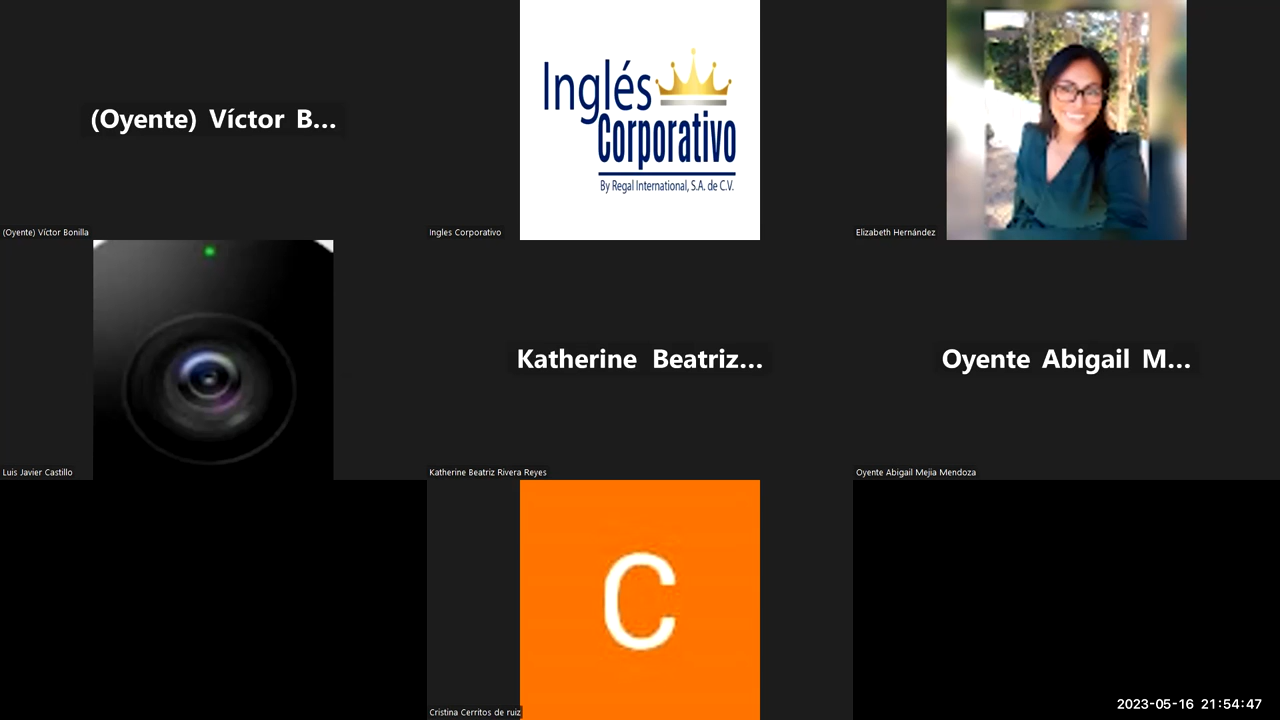 (Oyente) Víctor B...
(Oyente) Víctor Bonilla
Inglés
Corporativo
By Regal International, S.A. de C.V.
Ingles Corporativo
Elizabeth Hernández
Luis Javier Castillo
Katherine Beatriz...
Katherine Beatriz Rivera Reyes
Oyente Abigail M...
Oyente Abigail Mejia Mendoza
C
Cristina Cerritos de ruiz
2023-05-16 21:54:47